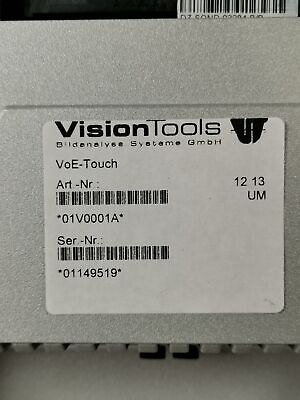 VisionTools
Bildanalyse Systeme GmbH
VoE-Touch
Art.-Nr.: 12 13
UM
*01V0001A*
Ser.-Nr.:
*01149519*